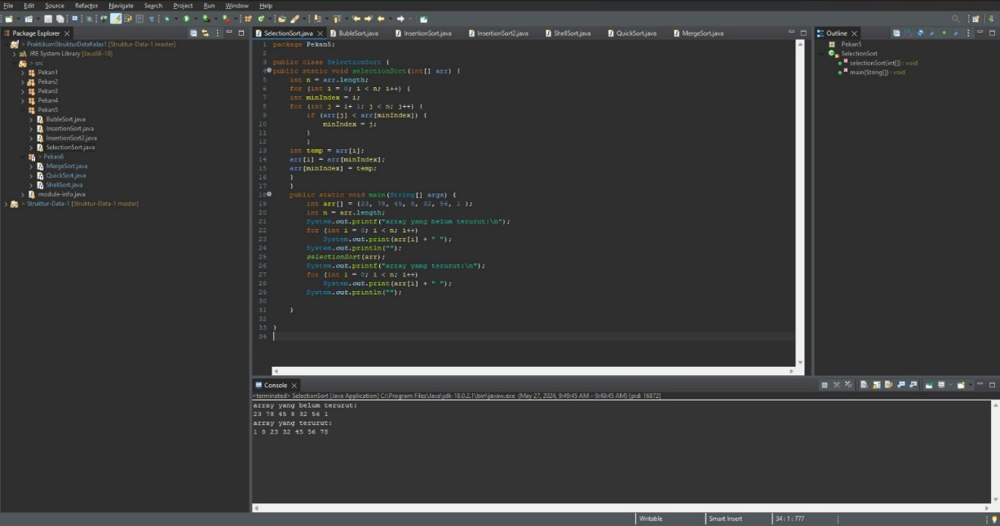 File Edit Source Refactor Navigate Search Project Run Window Help
Package Explorer
> PraktikumStrukturDataKelas1 [Struktur-Data-1 master]
JRE System Library [JavaSE-18]
> src
Pekan1
Pekan2
Pekan3
Pekan4
Pekan5
BubleSort.java
InsertionSort.java
InsertionSort2.java
SelectionSort.java
> Pekan6
MergeSort.java
QuickSort.java
ShellSort.java
module-info.java
> Struktur-Data-1 [Struktur-Data-1 master]
SelectionSort.java BubleSort.java InsertionSort.java InsertionSort2.java ShellSort.java QuickSort.java MergeSort.java
1 package Pekan5;
2
3 public class SelectionSort {
4 public static void selectionSort(int[] arr) {
5 int n = arr.length;
6 for (int i = 0; i < n; i++) {
7 int minIndex = i;
8 for (int j = i+ 1; j < n; j++) {
9 if (arr[j] < arr[minIndex]) {
10 minIndex = j;
11 }
12 }
13 int temp = arr[i];
14 arr[i] = arr[minIndex];
15 arr[minIndex] = temp;
16 }
17 }
18 public static void main(String[] args) {
19 int arr[] = {23, 78, 45, 8, 32, 56, 1 };
20 int n = arr.length;
21 System.out.printf("array yang belum terurut:\n");
22 for (int i = 0; i < n; i++)
23 System.out.print(arr[i] + " ");
24 System.out.println("");
25 selectionSort(arr);
26 System.out.printf("array yang terurut:\n");
27 for (int i = 0; i < n; i++)
28 System.out.print(arr[i] + " ");
29 System.out.println("");
30
31 }
32
33 }
34
Outline
Pekan5
SelectionSort
selectionSort(int[]) : void
main(String[]) : void
Console
<terminated> SelectionSort [Java Application] C:\Program Files\Java\jdk-18.0.2.1\bin\javaw.exe (May 27, 2024, 9:49:45 AM – 9:49:45 AM) [pid: 16872]
array yang belum terurut:
23 78 45 8 32 56 1
array yang terurut:
1 8 23 32 45 56 78
Writable Smart Insert 34 : 1 : 777